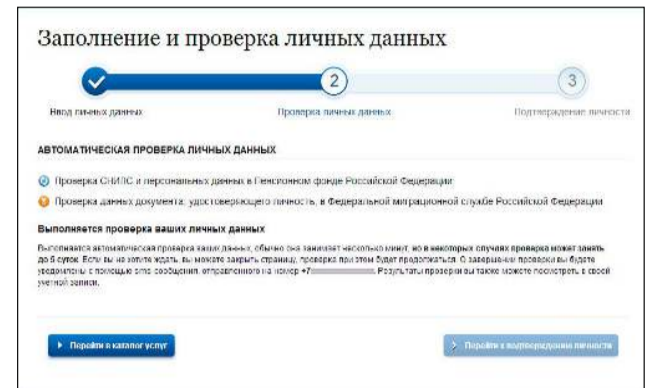 Заполнение и проверка личных данных
2
3
Ввод личных данных
Проверка личных данных
Подтверждение личности
АВТОМАТИЧЕСКАЯ ПРОВЕРКА ЛИЧНЫХ ДАННЫХ
Проверка СНИЛС и персональных данных в Пенсионном фонде Российской Федерации
Проверка данных документа, удостоверяющего личность, в Федеральной миграционной службе Российской Федерации
Выполняется проверка ваших личных данных
Выполняется автоматическая проверка ваших данных, обычно она занимает несколько минут, но в некоторых случаях проверка может занять
до 5 суток. Если вы не хотите ждать, вы можете закрыть страницу, проверка при этом будет продолжаться. О завершении проверки вы будете
уведомлены с помощью sms-сообщения, отправленного на номер +7 . Результаты проверки вы также можете посмотреть в своей
учетной записи.
Перейти в каталог услуг
Перейти к подтверждению личности